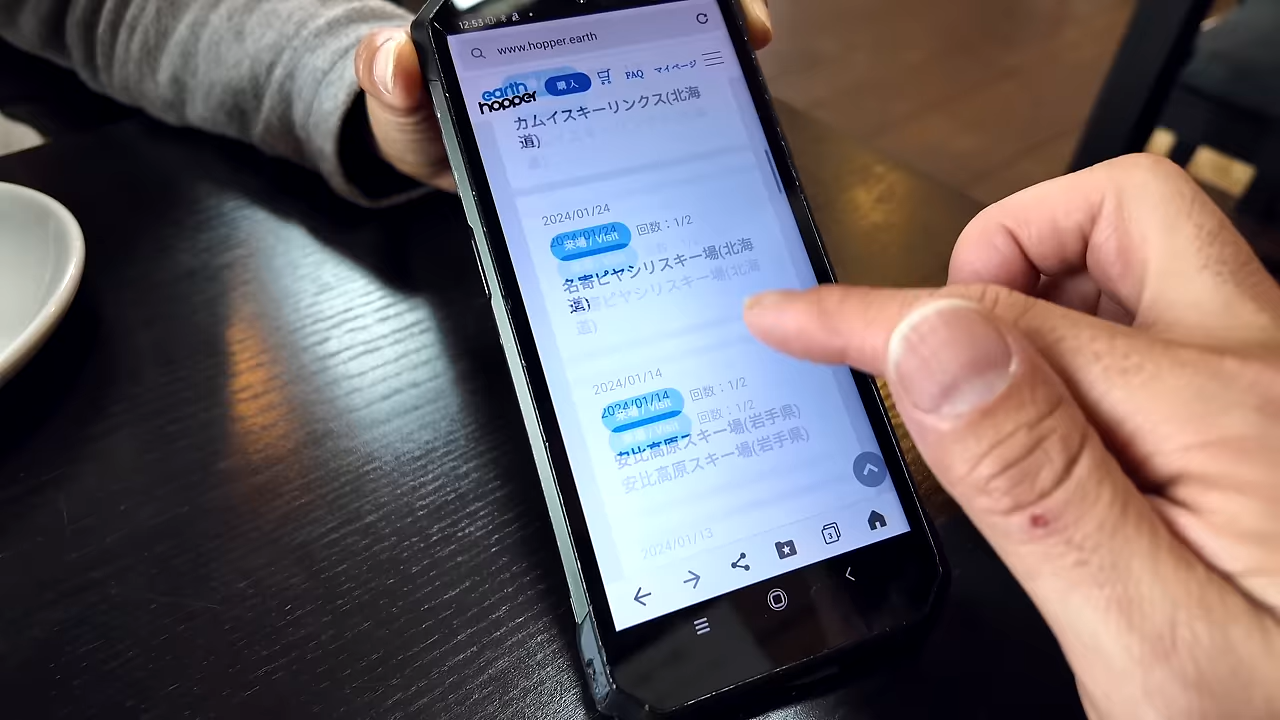 12:53
www.hopper.earth
earth
hopper
購入
FAQ
マイページ
カムイスキーリンクス(北海
道)
2024/01/24
来場 / Visit
回数：1/2
名寄ピヤシリスキー場(北海
道)
2024/01/14
来場 / Visit
回数：1/2
安比高原スキー場(岩手県)
2024/01/13
3